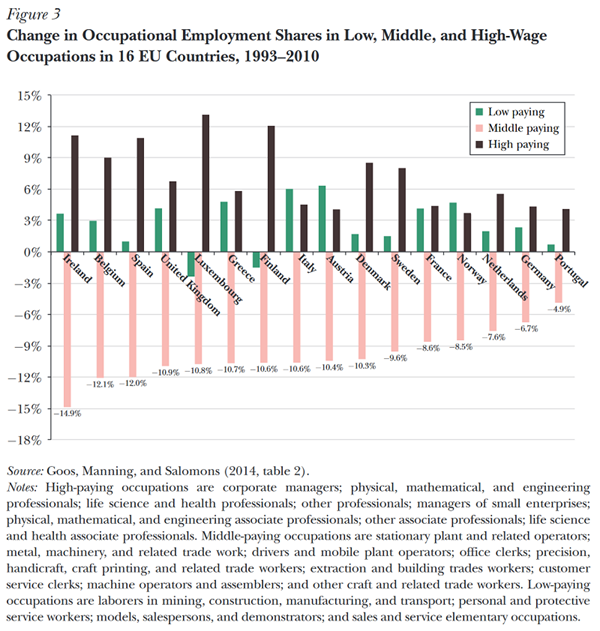 Figure 3
Change in Occupational Employment Shares in Low, Middle, and High-Wage
Occupations in 16 EU Countries, 1993–2010
15%
12%
9%
6%
3%
0%
−3%
−6%
−9%
−12%
−15%
−18%
Low paying
Middle paying
High paying
Ireland
Belgium
Spain
United Kingdom
Luxembourg
Greece
Finland
Italy
Austria
Denmark
Sweden
France
Norway
Netherlands
Germany
Portugal
−14.9%
−12.1%
−12.0%
−10.9%
−10.8%
−10.7%
−10.6%
−10.6%
−10.4%
−10.3%
−9.6%
−8.6%
−8.5%
−7.6%
−6.7%
−4.9%
Source: Goos, Manning, and Salomons (2014, table 2).
Notes: High-paying occupations are corporate managers; physical, mathematical, and engineering
professionals; life science and health professionals; other professionals; managers of small enterprises;
physical, mathematical, and engineering associate professionals; other associate professionals; life science
and health associate professionals. Middle-paying occupations are stationary plant and related operators;
metal, machinery, and related trade work; drivers and mobile plant operators; office clerks; precision,
handicraft, craft printing, and related trade workers; extraction and building trades workers; customer
service clerks; machine operators and assemblers; and other craft and related trade workers. Low-paying
occupations are laborers in mining, construction, manufacturing, and transport; personal and protective
service workers; models, salespersons, and demonstrators; and sales and service elementary occupations.